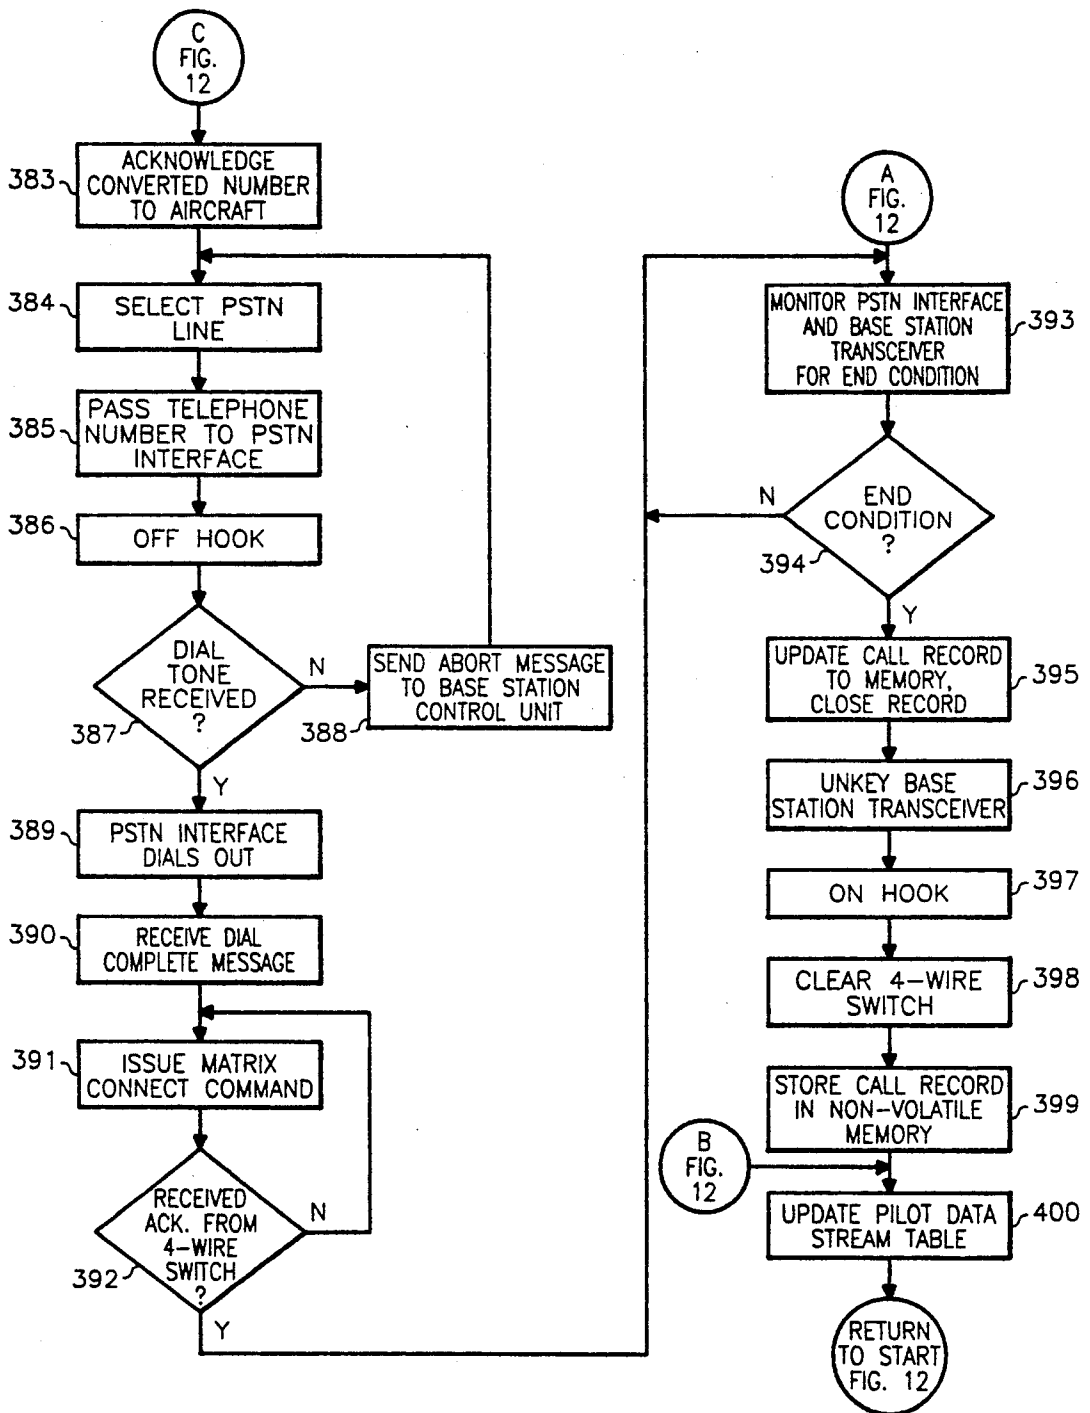 C
FIG.
12
383
ACKNOWLEDGE
CONVERTED NUMBER
TO AIRCRAFT
384
SELECT PSTN
LINE
385
PASS TELEPHONE
NUMBER TO PSTN
INTERFACE
386
OFF HOOK
DIAL
TONE
RECEIVED
?
387
N
Y
SEND ABORT MESSAGE
TO BASE STATION
CONTROL UNIT
388
389
PSTN INTERFACE
DIALS OUT
390
RECEIVE DIAL
COMPLETE MESSAGE
391
ISSUE MATRIX
CONNECT COMMAND
RECEIVED
ACK. FROM
4-WIRE
SWITCH
?
392
N
Y
A
FIG.
12
MONITOR PSTN INTERFACE
AND BASE STATION
TRANSCEIVER
FOR END CONDITION
393
END
CONDITION
?
394
N
Y
UPDATE CALL RECORD
TO MEMORY,
CLOSE RECORD
395
UNKEY BASE
STATION TRANSCEIVER
396
ON HOOK
397
CLEAR 4-WIRE
SWITCH
398
STORE CALL RECORD
IN NON-VOLATILE
MEMORY
399
B
FIG.
12
UPDATE PILOT DATA
STREAM TABLE
400
RETURN
TO START
FIG. 12